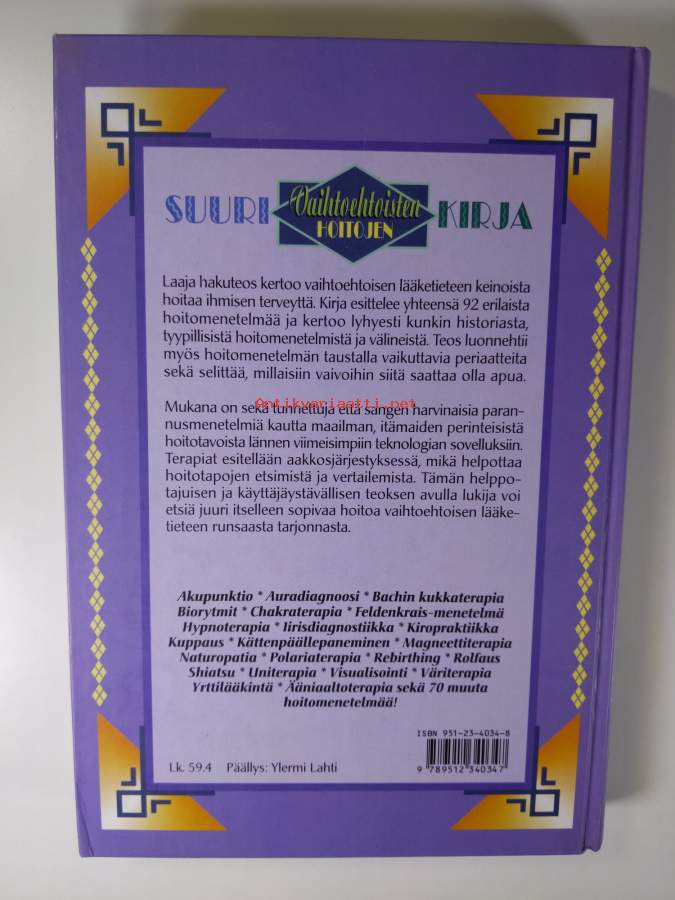 SUURI Vaihtoehtoisten HOITOJEN KIRJA
Laaja hakuteos kertoo vaihtoehtoisen lääketieteen keinoista
hoitaa ihmisen terveyttä. Kirja esittelee yhteensä 92 erilaista
hoitomenetelmää ja kertoo lyhyesti kunkin historiasta,
tyypillisistä hoitomenetelmistä ja välineistä. Teos luonnehtii
myös hoitomenetelmän taustalla vaikuttavia periaatteita
sekä selittää, millaisiin vaivoihin siitä saattaa olla apua.
Antikvariaatti.net
Mukana on sekä tunnettuja että sangen harvinaisia paran-
nusmenetelmiä kautta maailman, itämaiden perinteisistä
hoitotavoista lännen viimeisimpiin teknologian sovelluksiin.
Terapiat esitellään aakkosjärjestyksessä, mikä helpottaa
hoitotapojen etsimistä ja vertailemista. Tämän helppo-
tajuisen ja käyttäjäystävällisen teoksen avulla lukija voi
etsiä juuri itselleen sopivaa hoitoa vaihtoehtoisen lääke-
tieteen runsaasta tarjonnasta.
Akupunktio * Auradiagnoosi * Bachin kukkaterapia
Biorytmit * Chakraterapia * Feldenkrais-menetelmä
Hypnoterapia * Iirisdiagnostiikka * Kiropraktiikka
Kuppaus * Kättenpäällepaneminen * Magneettiterapia
Naturopatia * Polariaterapia * Rebirthing * Rolfaus
Shiatsu * Uniterapia * Visualisointi * Väriterapia
Yrttilääkintä * Ääniaaltoterapia sekä 70 muuta
hoitomenetelmää!
ISBN 951-23-4034-8
Lk. 59.4 Päällys: Ylermi Lahti
9 789512 340347